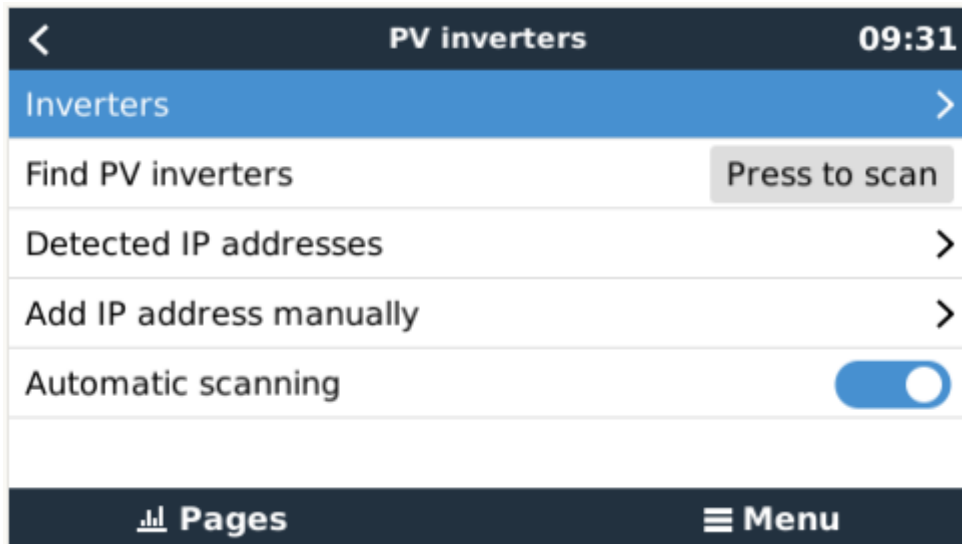 PV inverters 09:31
Inverters
Find PV inverters Press to scan
Detected IP addresses
Add IP address manually
Automatic scanning
Pages Menu